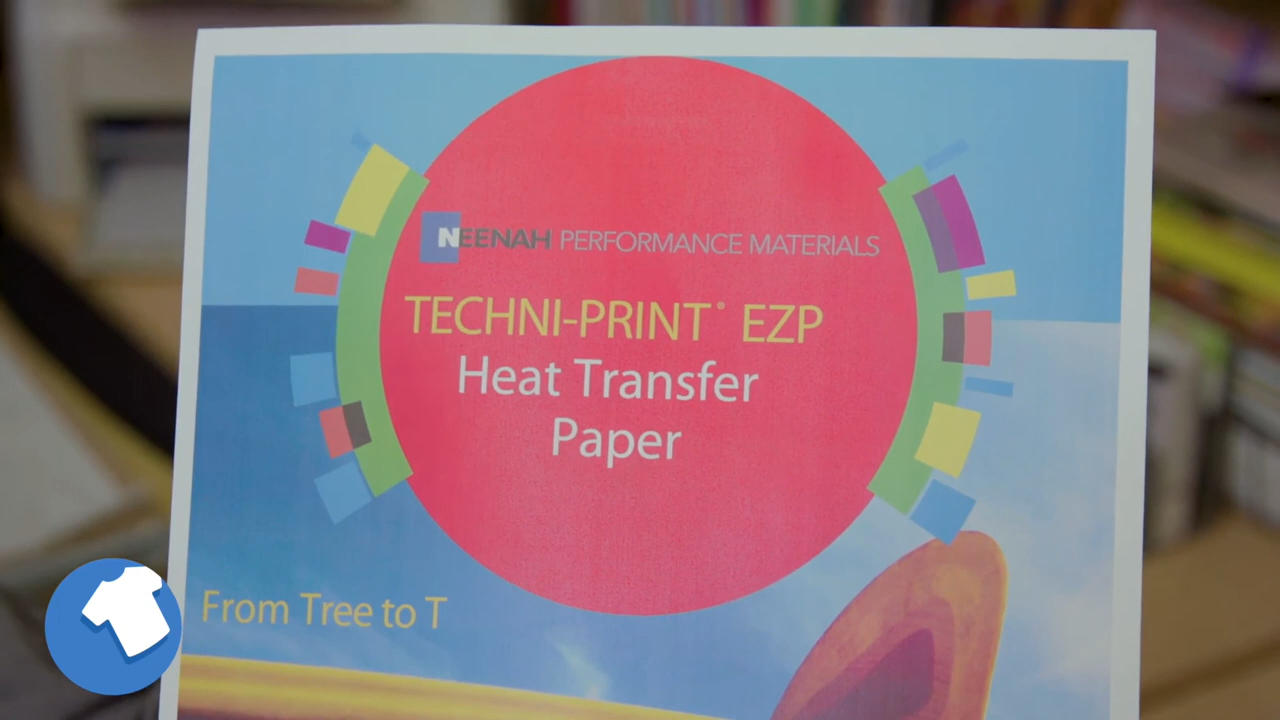 NEENAH PERFORMANCE MATERIALS
TECHNI-PRINT® EZP
Heat Transfer
Paper
From Tree to T